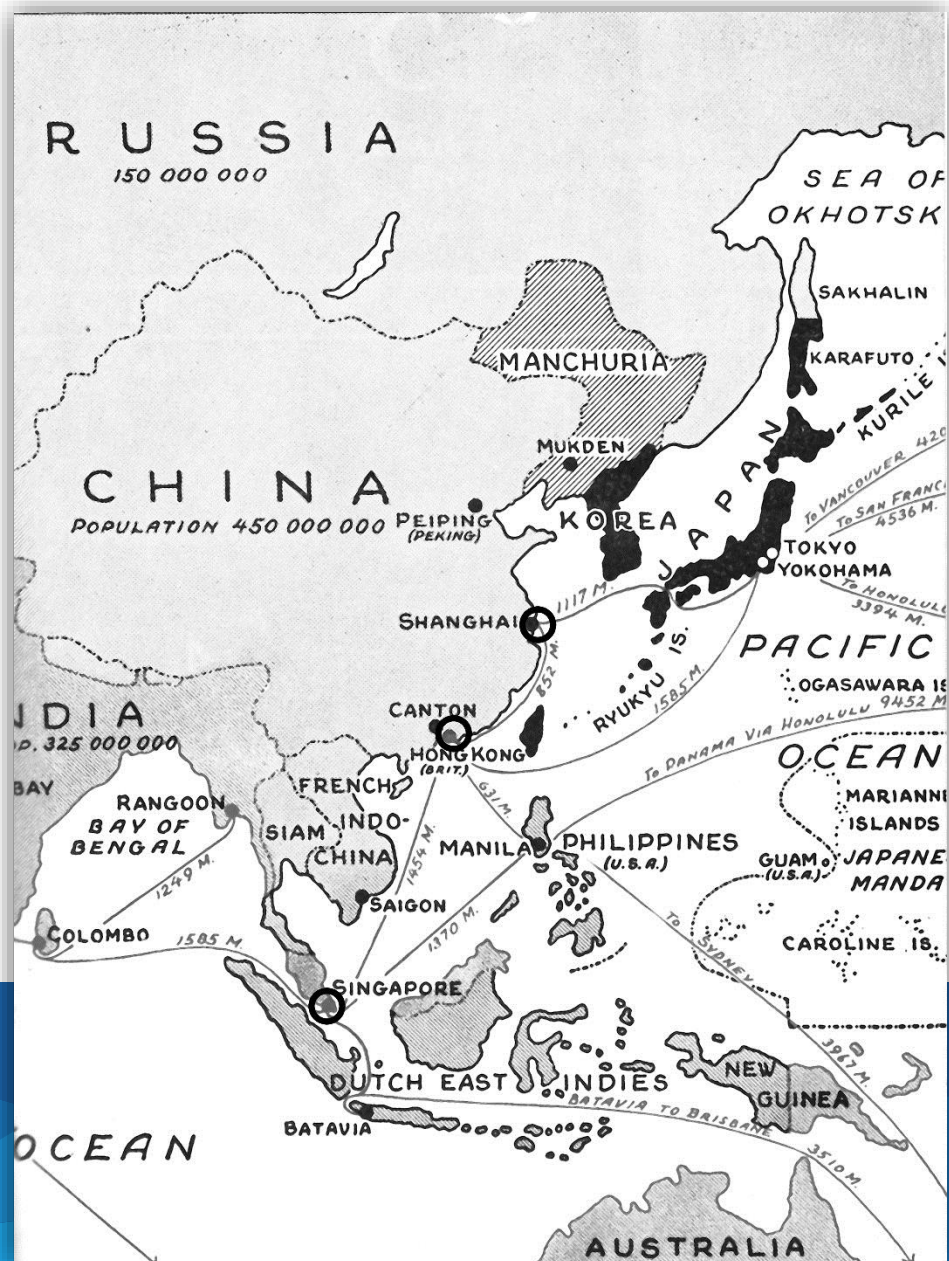 RUSSIA
150 000 000
SEA OF
OKHOTSK
SAKHALIN
MANCHURIA
KARAFUTO
KURILE
MUKDEN
CHINA
POPULATION 450 000 000
PEIPING
(PEKING)
KOREA
JAPAN
TO VANCOUVER 420
TO SAN FRANC
4536 M.
TOKYO
YOKOHAMA
TO HONOLULU
3394 M.
SHANGHAI
1117 M.
852 M.
RYUKYU IS.
1585 M.
PACIFIC
OGASAWARA IS
NDIA
P. 325 000 000
CANTON
HONG KONG
(BRIT.)
TO DANAMA VIA HONOLULU 9452 M
OCEAN
BAY
FRENCH
INDO-
CHINA
631 M.
MARIANNE
ISLANDS
RANGOON
BAY OF
BENGAL
SIAM
1454 M.
MANILA
PHILIPPINES
(U.S.A.)
GUAM
(U.S.A.)
JAPANE
MANDA
1249 M.
SAIGON
1370 M.
COLOMBO
1585 M.
TO SYDNEY
3967 M.
CAROLINE IS.
SINGAPORE
DUTCH EAST INDIES
NEW
GUINEA
BATAVIA TO BRISBANE
3510 M.
BATAVIA
OCEAN
AUSTRALIA